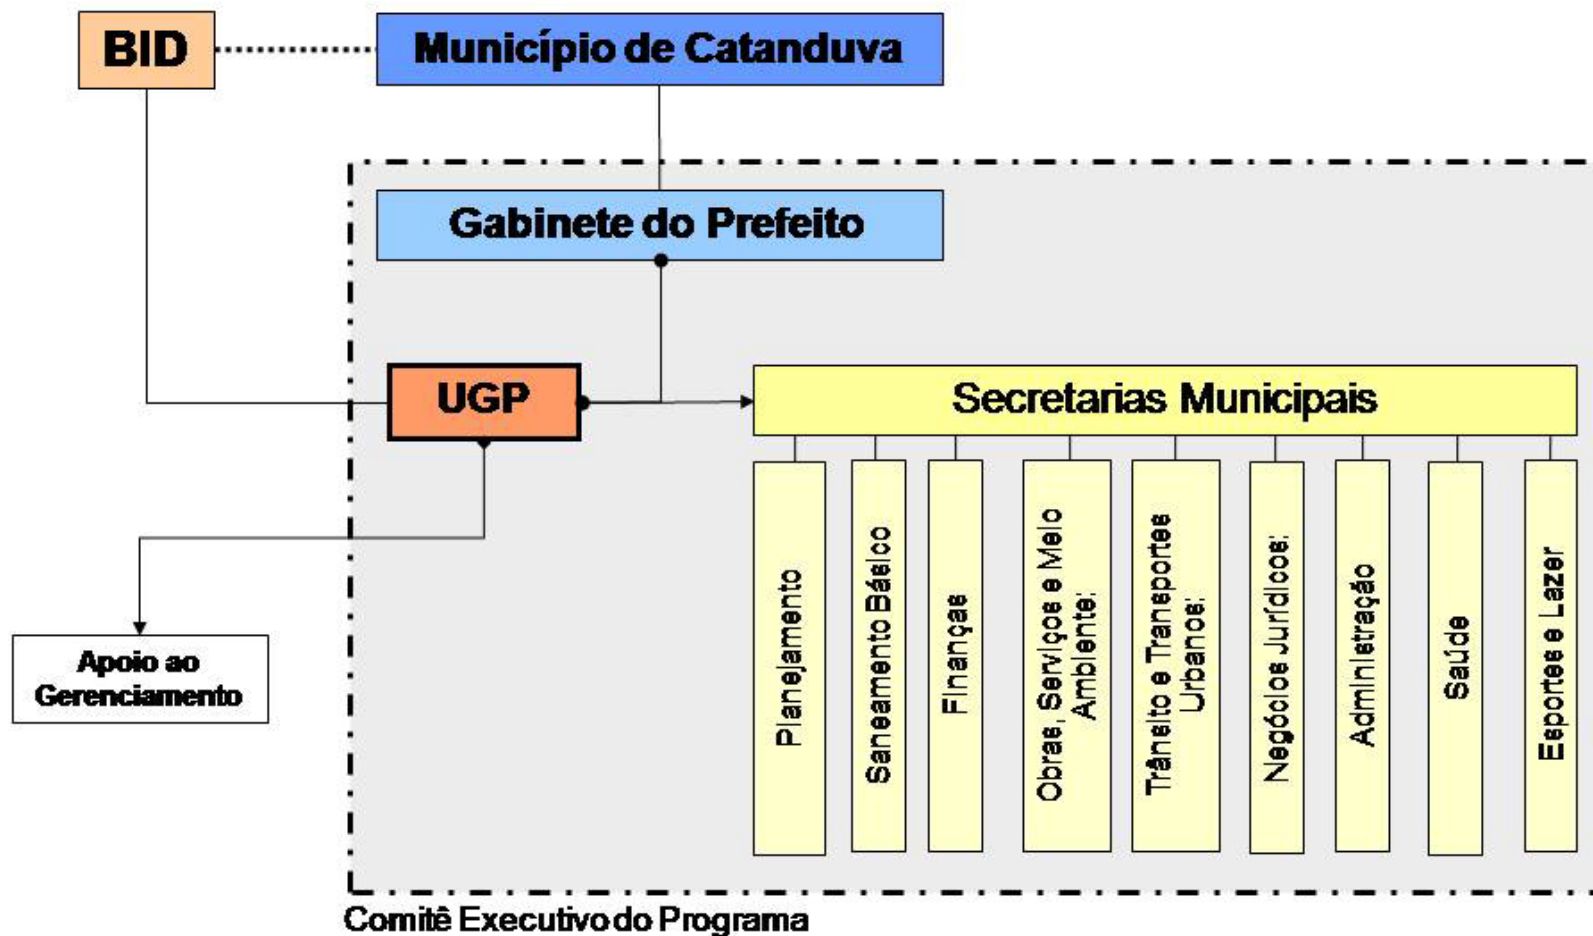 BID
Município de Catanduva
Gabinete do Prefeito
UGP
Secretarias Municipais
Planejamento
Saneamento Básico
Finanças
Obras, Serviços e Meio
Ambiente;
Trânsito e Transportes
Urbanos;
Negócios Jurídicos;
Administração
Saúde
Esportes e Lazer
Apoio ao
Gerenciamento
Comitê Executivo do Programa